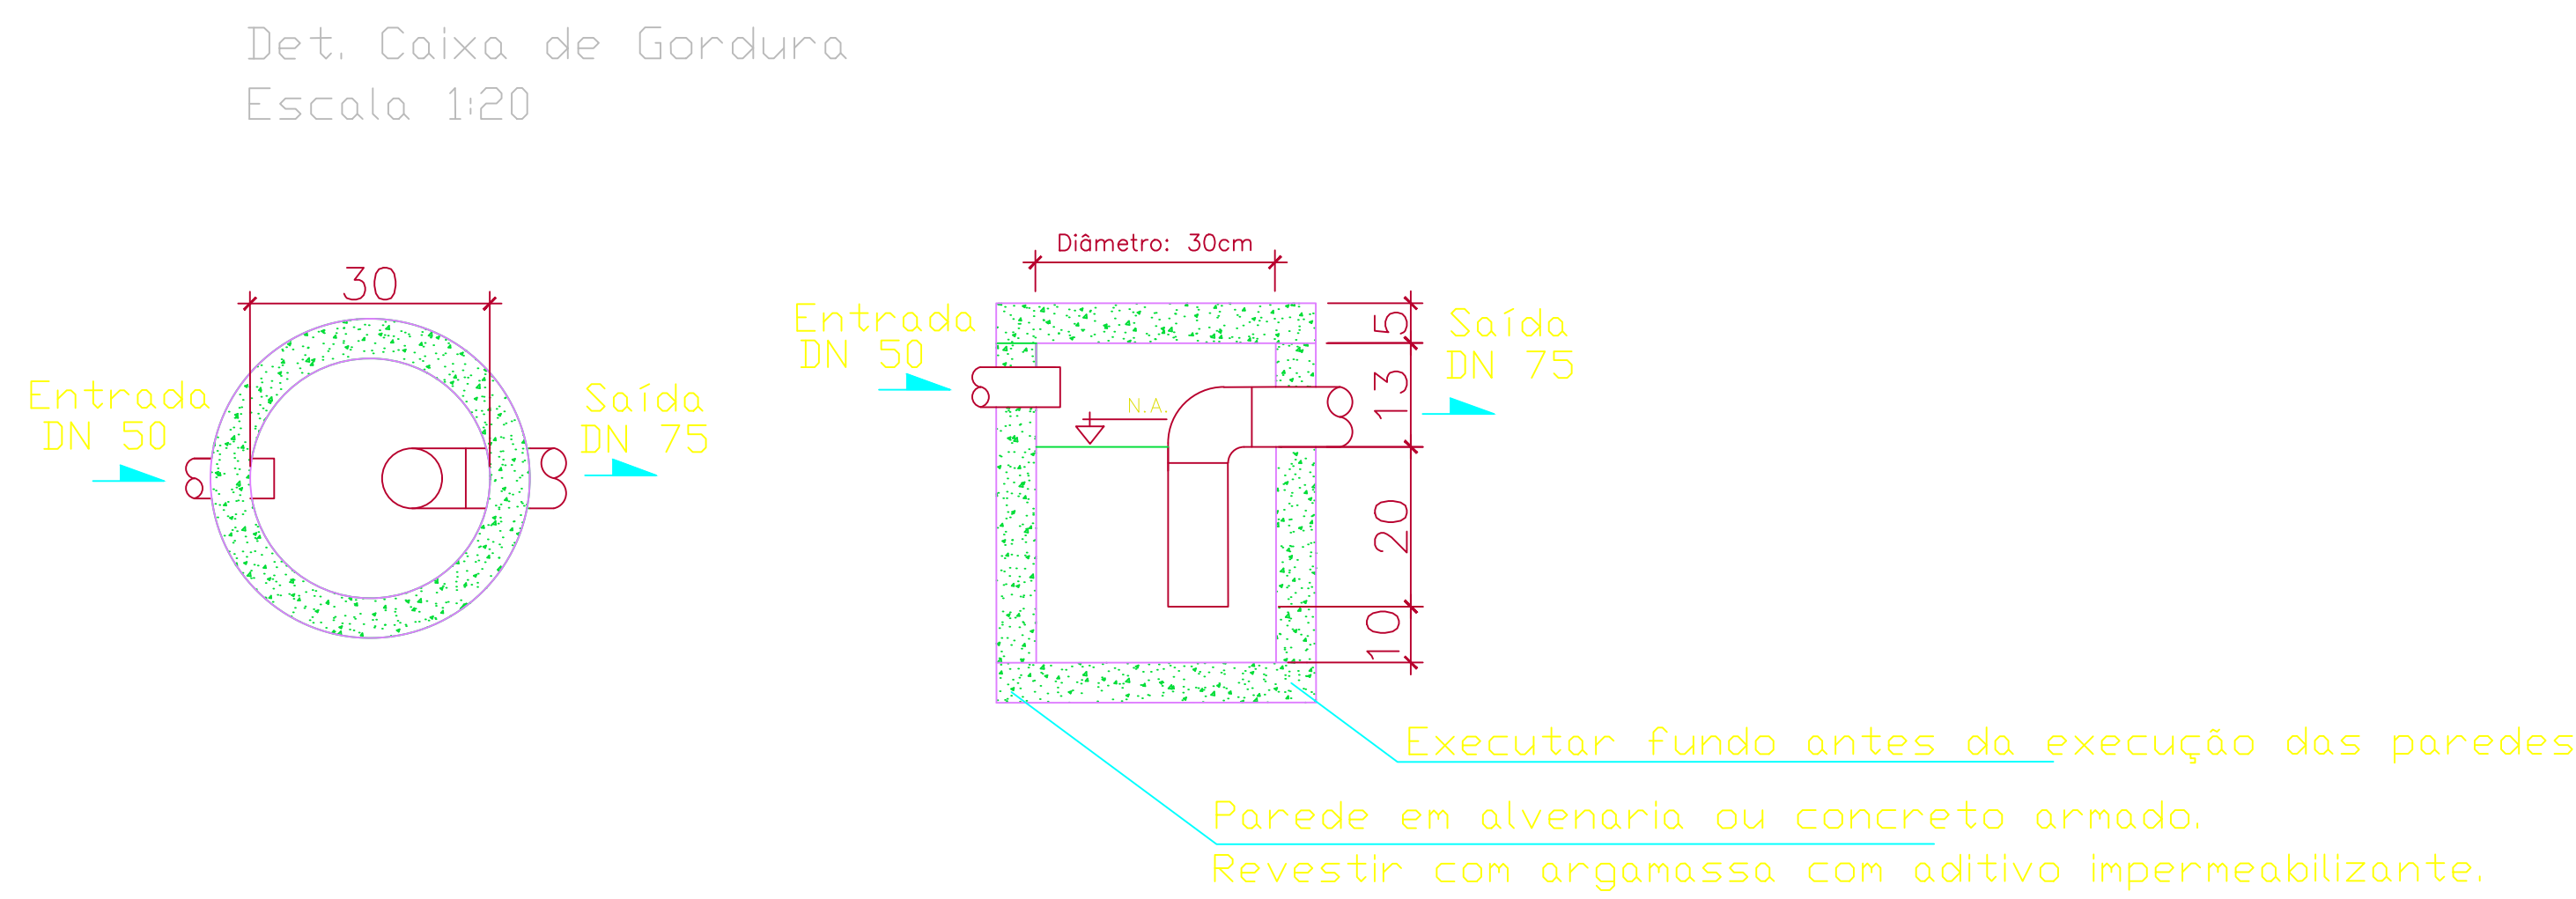 Det. Caixa de Gordura
Escala 1:20
30
Entrada
DN 50
Saída
DN 75
Diâmetro: 30cm
Entrada
DN 50
N.A.
5
13
20
10
Saída
DN 75
Executar fundo antes da execução das paredes
Parede em alvenaria ou concreto armado.
Revestir com argamassa com aditivo impermeabilizante.